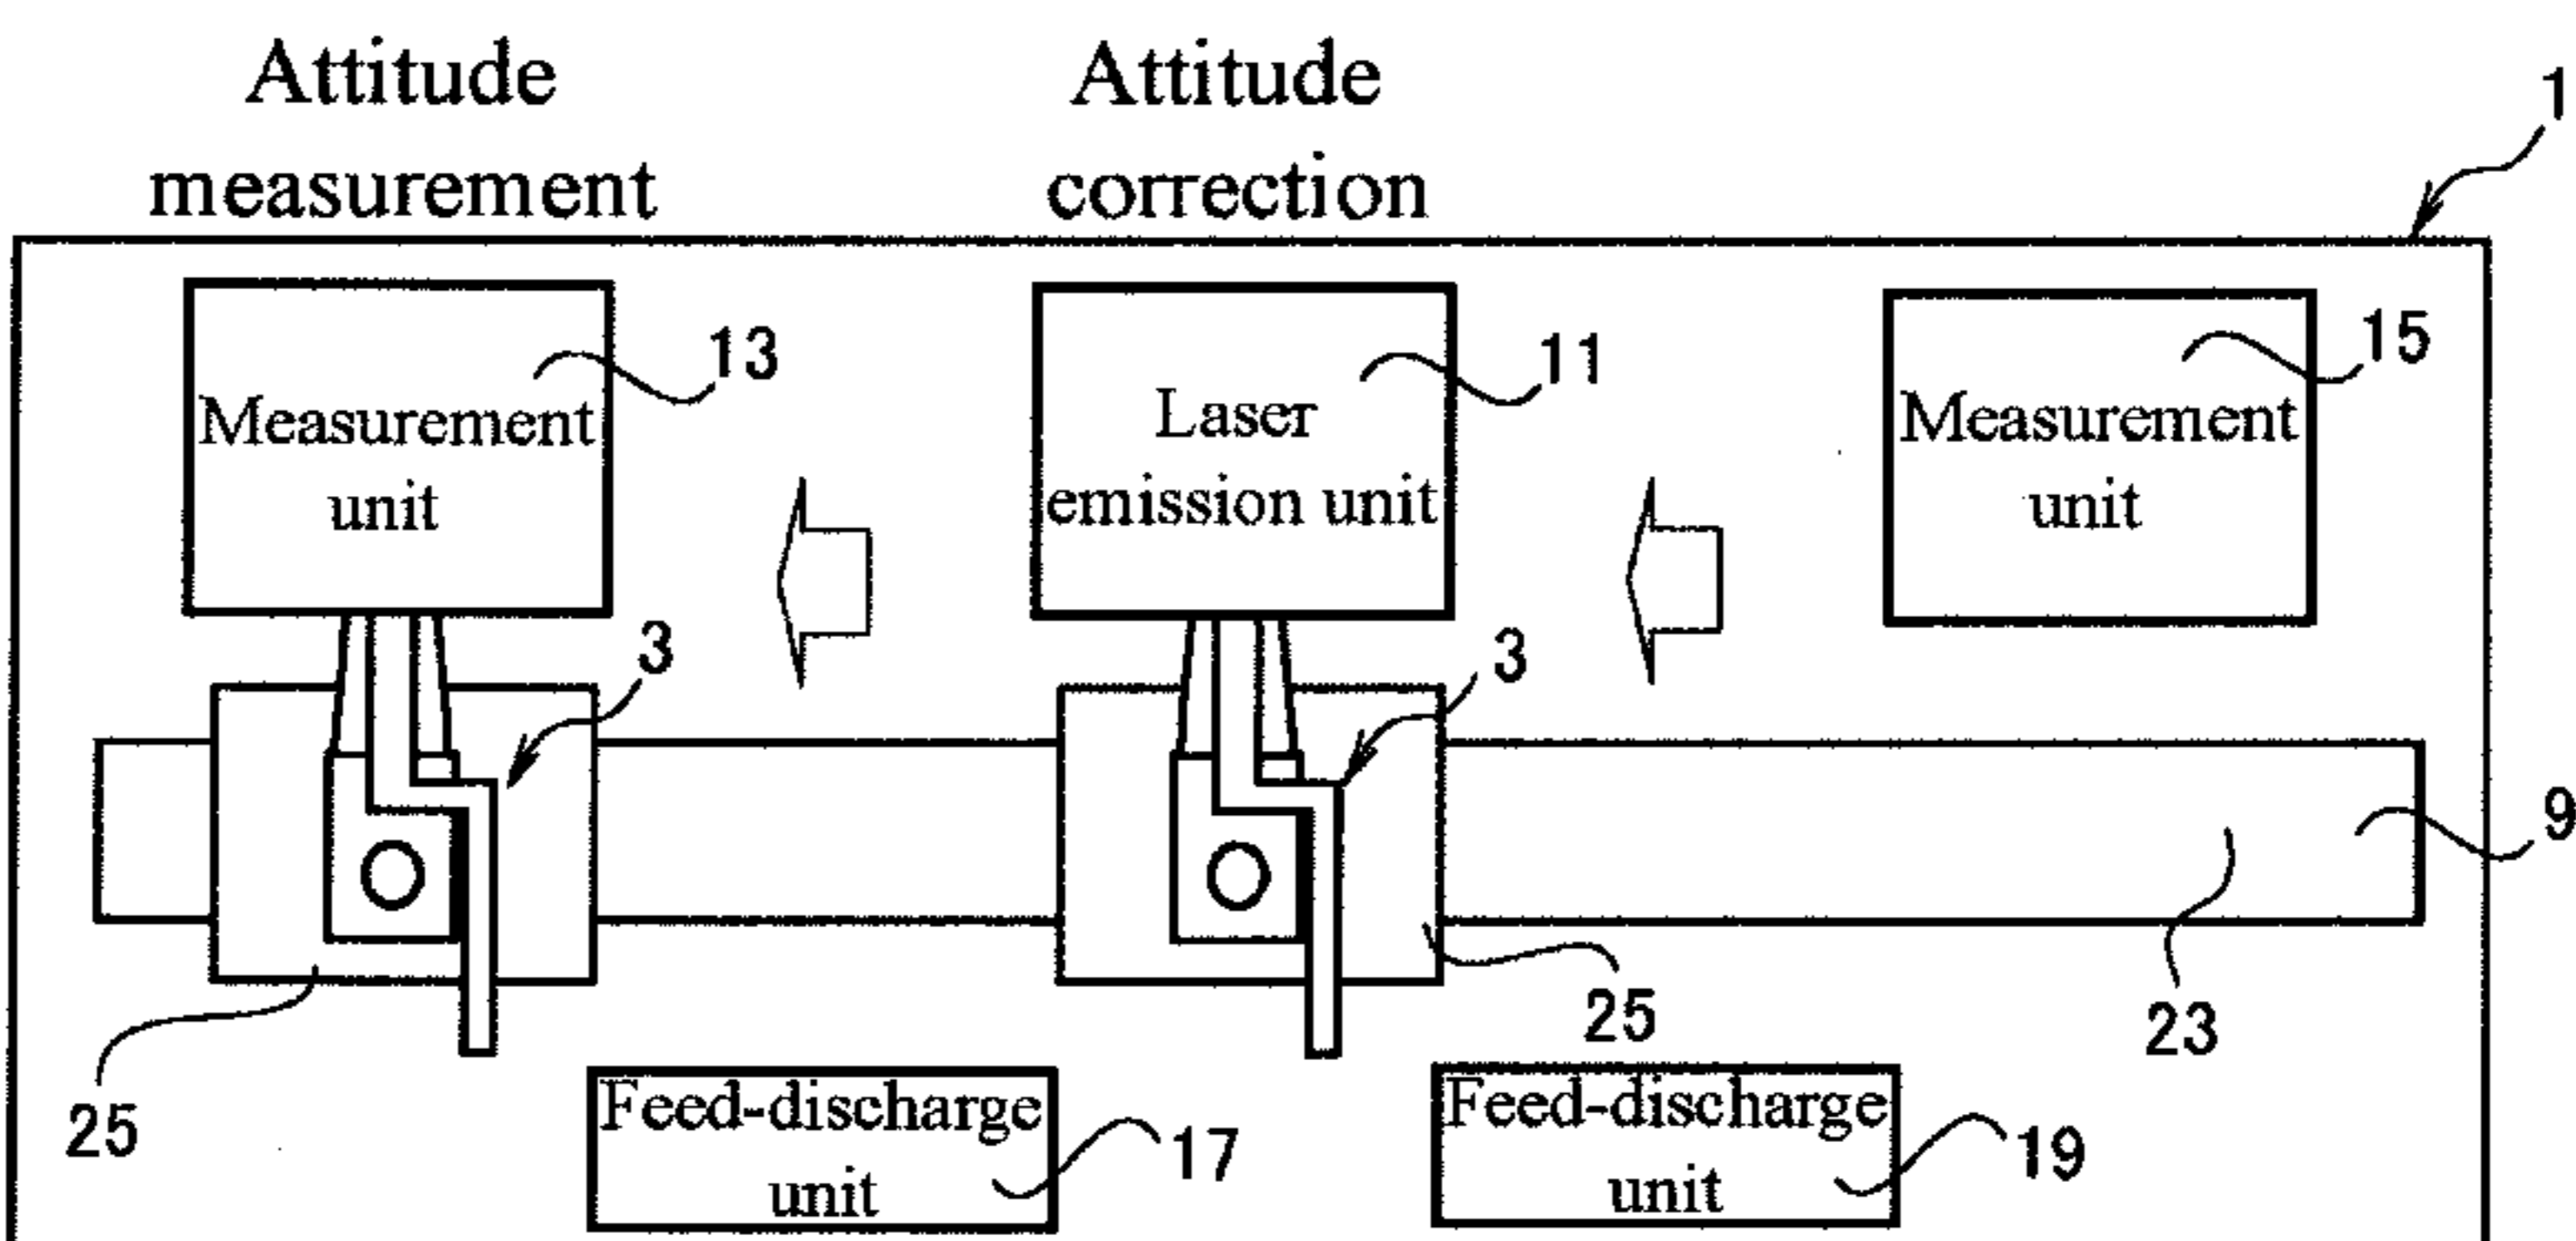 Attitude
measurement
Attitude
correction
1
Measurement
unit
13
Laser
emission unit
11
Measurement
unit
15
3
3
9
25
25
23
Feed-discharge
unit
17
Feed-discharge
unit
19